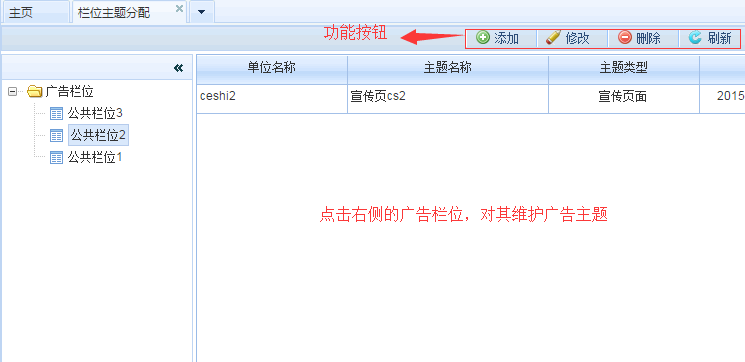 主页 栏位主题分配
功能按钮 添加 修改 删除 刷新
单位名称 主题名称 主题类型
广告栏位
ceshi2 宣传页cs2 宣传页面 2015
公共栏位3
公共栏位2
公共栏位1
点击右侧的广告栏位，对其维护广告主题